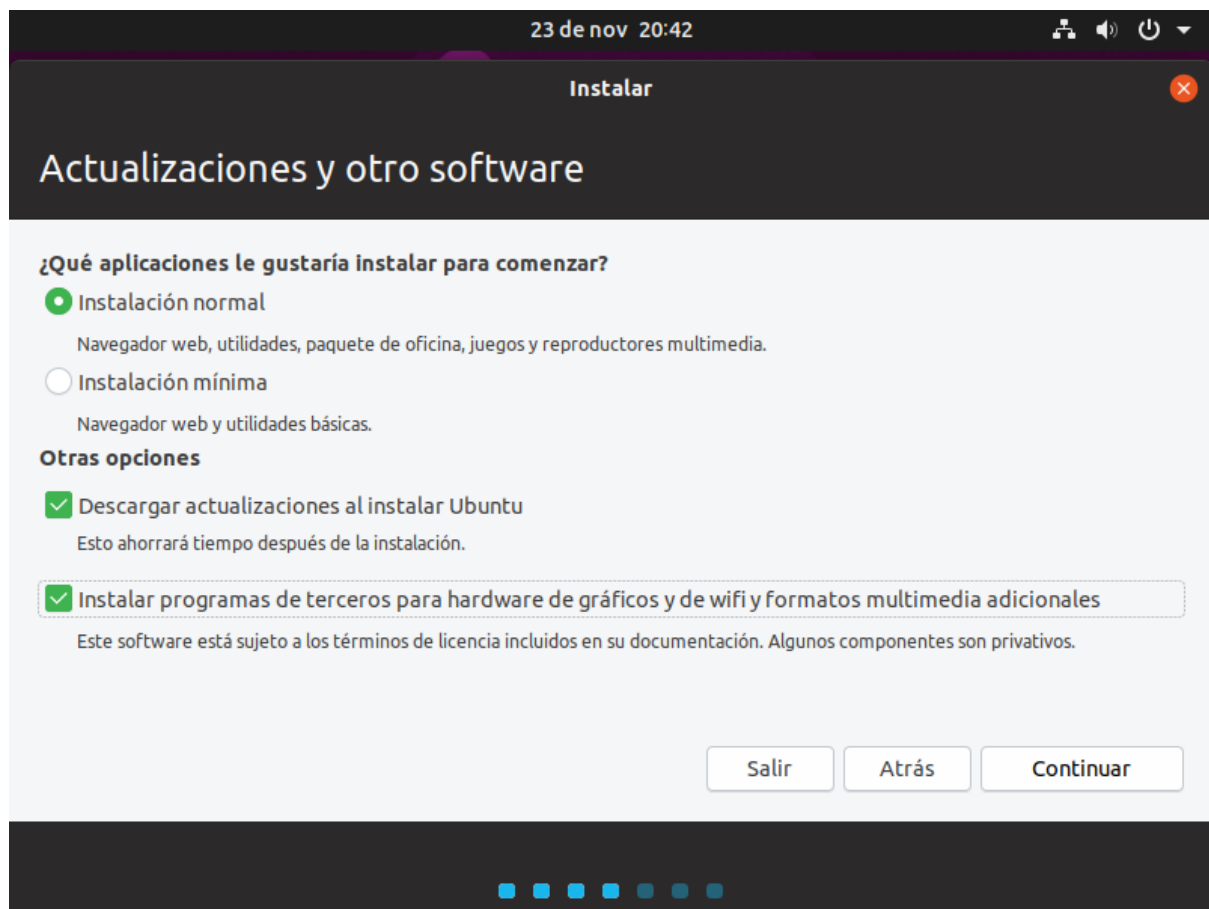 23 de nov 20:42
Instalar
Actualizaciones y otro software
¿Qué aplicaciones le gustaría instalar para comenzar?
Instalación normal
Navegador web, utilidades, paquete de oficina, juegos y reproductores multimedia.
Instalación mínima
Navegador web y utilidades básicas.
Otras opciones
Descargar actualizaciones al instalar Ubuntu
Esto ahorrará tiempo después de la instalación.
Instalar programas de terceros para hardware de gráficos y de wifi y formatos multimedia adicionales
Este software está sujeto a los términos de licencia incluidos en su documentación. Algunos componentes son privativos.
Salir Atrás Continuar